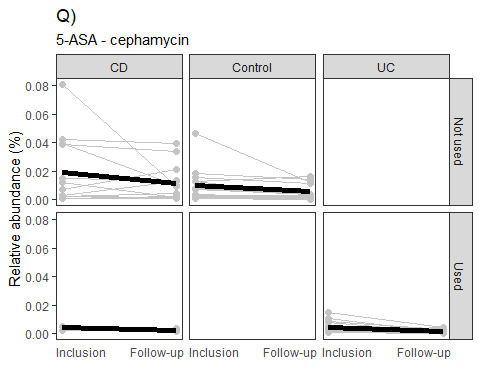 Q)
5-ASA - cephamycin
CD Control UC
Relative abundance (%)
0.08
0.06
0.04
0.02
0.00
Not used
0.08
0.06
0.04
0.02
0.00
Used
Inclusion Follow-up Inclusion Follow-up Inclusion Follow-up